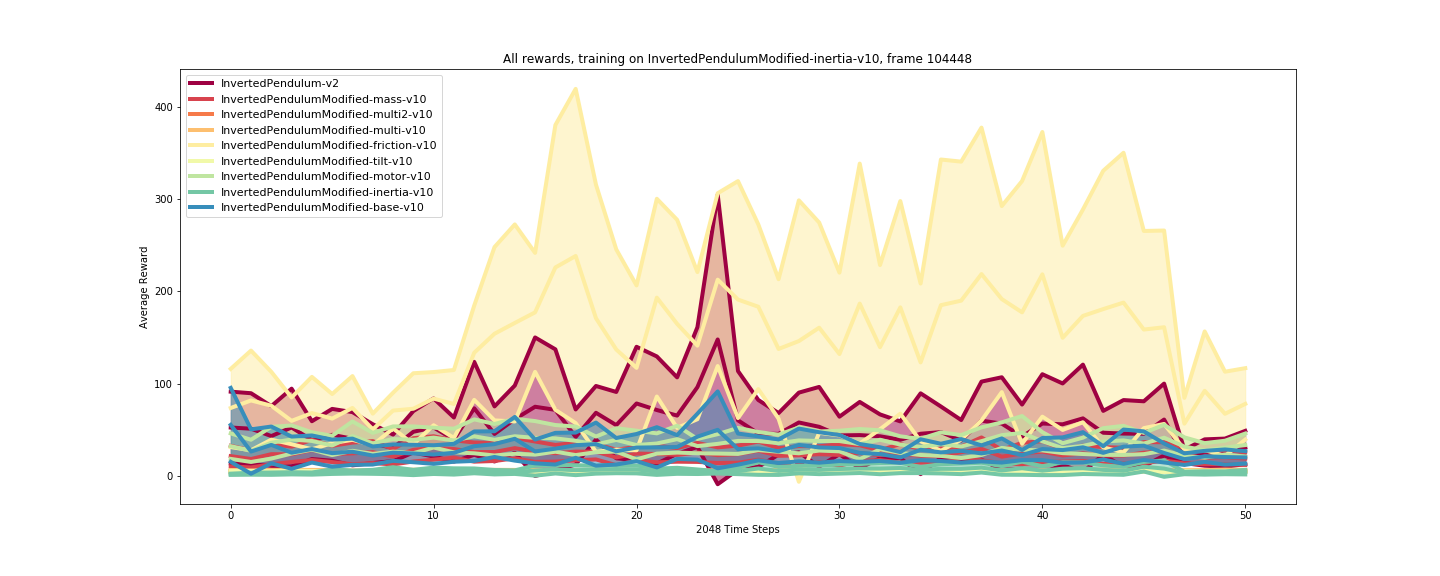 All rewards, training on InvertedPendulumModified-inertia-v10, frame 104448
InvertedPendulum-v2
InvertedPendulumModified-mass-v10
InvertedPendulumModified-multi2-v10
InvertedPendulumModified-multi-v10
InvertedPendulumModified-friction-v10
InvertedPendulumModified-tilt-v10
InvertedPendulumModified-motor-v10
InvertedPendulumModified-inertia-v10
InvertedPendulumModified-base-v10
Average Reward
400
300
200
100
0
0 10 20 30 40 50
2048 Time Steps